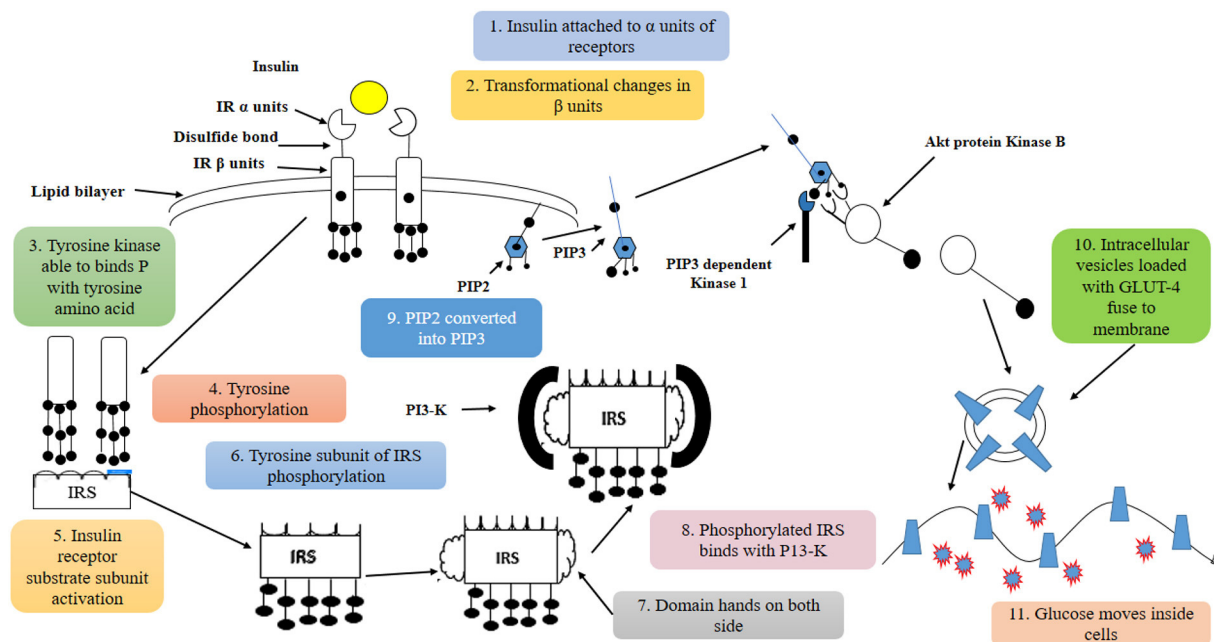 1. Insulin attached to α units of
receptors
Insulin
2. Transformational changes in
β units
IR α units
Disulfide bond
IR β units
Akt protein Kinase B
Lipid bilayer
3. Tyrosine kinase
able to binds P
with tyrosine
amino acid
PIP3
PIP2
PIP3 dependent
Kinase 1
10. Intracellular
vesicles loaded
with GLUT-4
fuse to
membrane
9. PIP2 converted
into PIP3
4. Tyrosine
phosphorylation
PI3-K
IRS
6. Tyrosine subunit of IRS
phosphorylation
IRS
5. Insulin
receptor
substrate subunit
activation
IRS
IRS
8. Phosphorylated IRS
binds with P13-K
7. Domain hands on both
side
11. Glucose moves inside
cells